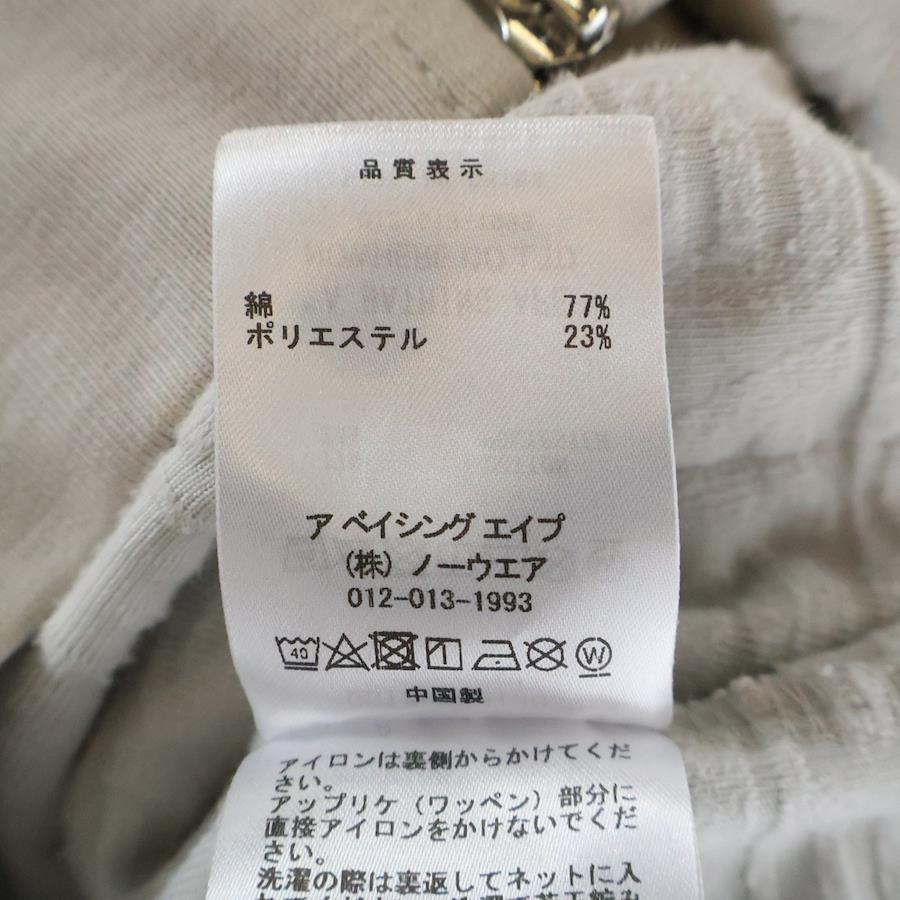 品質表示
綿 77%
ポリエステル 23%
ア ベイシング エイプ
(株) ノーウエア
012-013-1993
40 W
中国製
アイロンは裏側からかけてくだ
さい。
アップリケ(ワッペン)部分に
直接アイロンをかけないでくだ
さい。
洗濯の際は裏返してネットに入